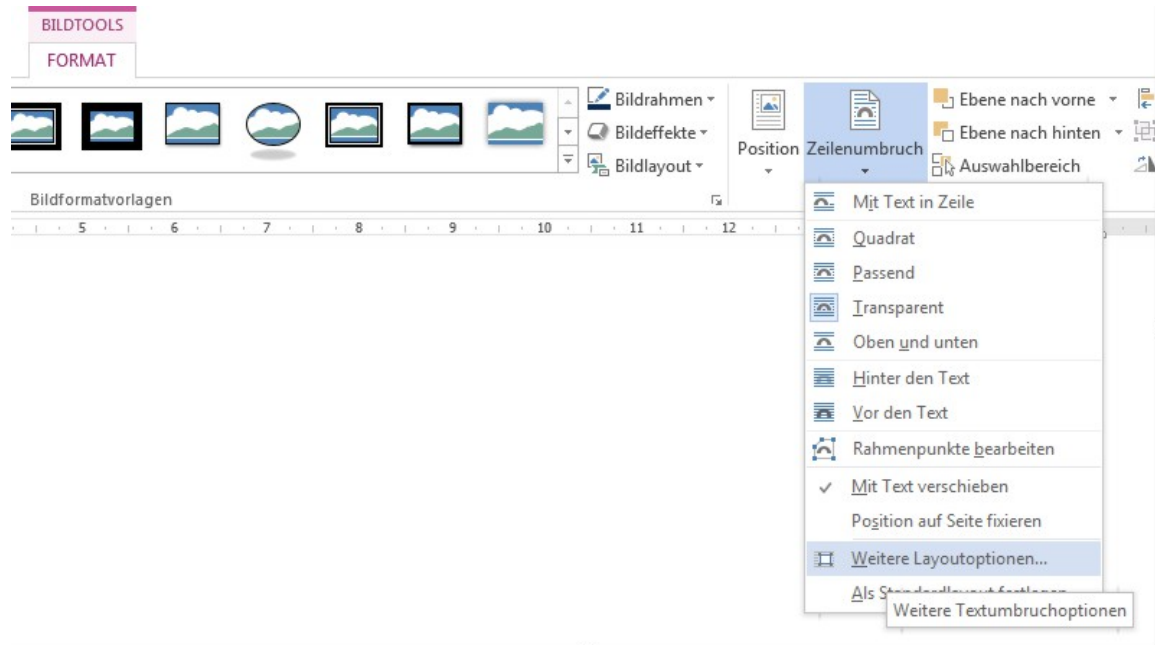 BILDTOOLS
FORMAT
Bildrahmen
Bildeffekte
Bildlayout
Position
Zeilenumbruch
Ebene nach vorne
Ebene nach hinten
Auswahlbereich
Bildformatvorlagen
5 6 7 8 9 10 11 12
Mit Text in Zeile
Quadrat
Passend
Transparent
Oben und unten
Hinter den Text
Vor den Text
Rahmenpunkte bearbeiten
Mit Text verschieben
Position auf Seite fixieren
Weitere Layoutoptionen...
Als
Weitere Textumbruchoptionen